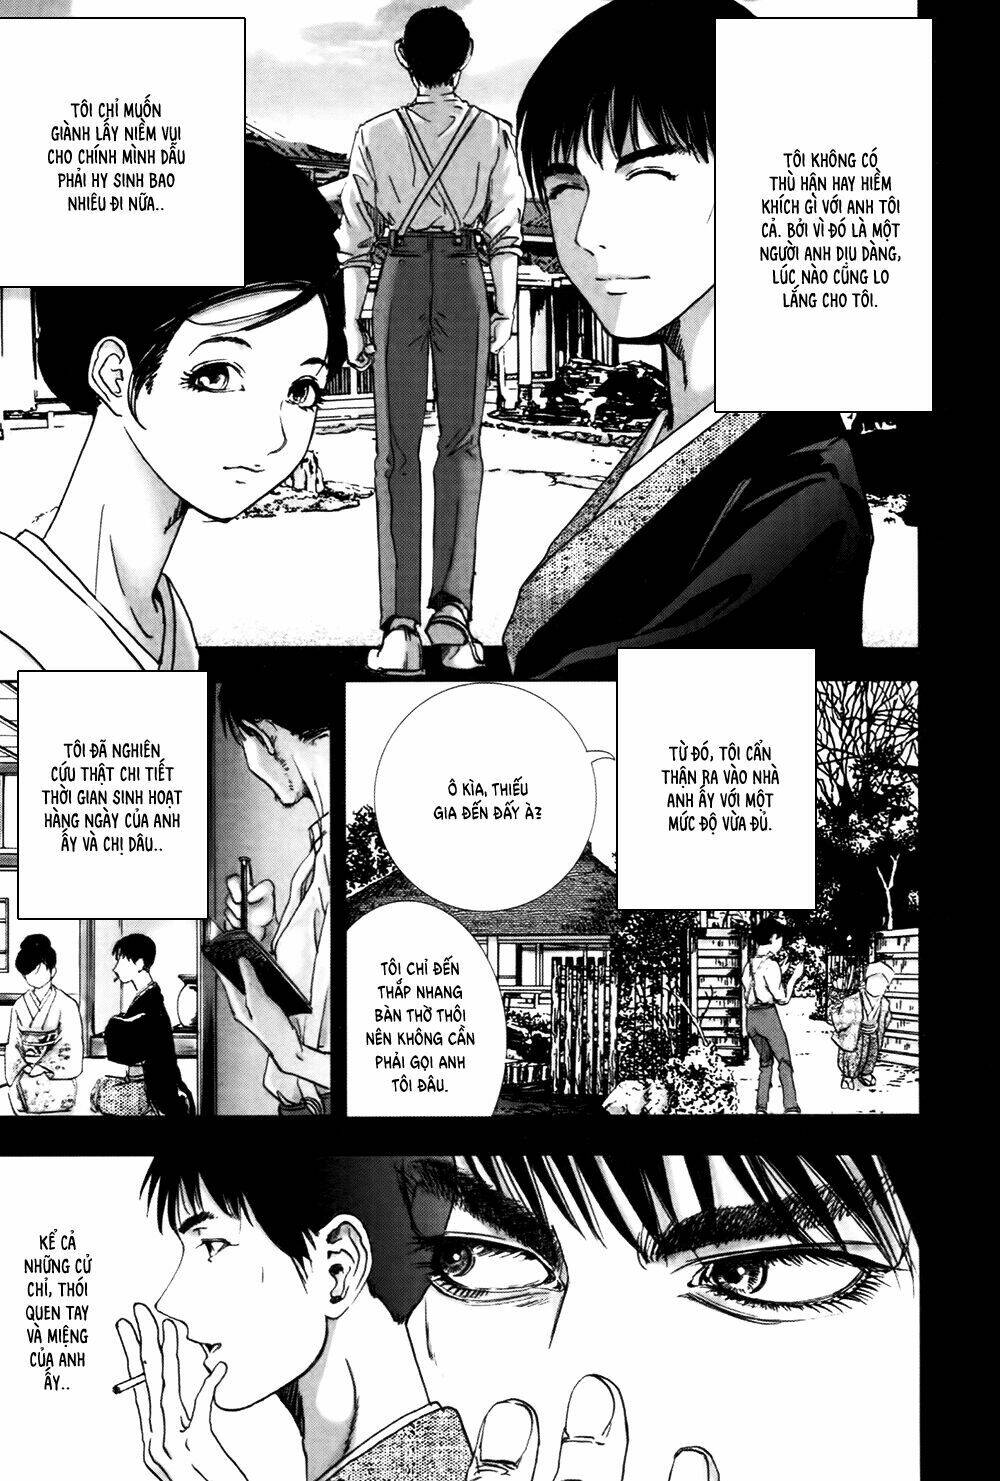 TÔI KHÔNG CÓ
THÙ HẬN HAY HIỀM
KHÍCH GÌ VỚI ANH TÔI
CẢ. BỞI VÌ ĐÓ LÀ MỘT
NGƯỜI ANH DỊU DÀNG,
LÚC NÀO CŨNG LO
LẮNG CHO TÔI.
TÔI CHỈ MUỐN
GIÀNH LẤY NIỀM VUI
CHO CHÍNH MÌNH DẪU
PHẢI HY SINH BAO
NHIÊU ĐI NỮA..
TỪ ĐÓ, TÔI CẨN
THẬN RA VÀO NHÀ
ANH ẤY VỚI MỘT
MỨC ĐỘ VỪA ĐỦ.
Ô KÌA, THIẾU
GIA ĐẾN ĐẤY À?
TÔI CHỈ ĐẾN
THẮP NHANG
BÀN THỜ THÔI
NÊN KHÔNG CẦN
PHẢI GỌI ANH
TÔI ĐÂU.
TÔI ĐÃ NGHIÊN
CỨU THẬT CHI TIẾT
THỜI GIAN SINH HOẠT
HÀNG NGÀY CỦA ANH
ẤY VÀ CHỊ DÂU..
KỂ CẢ
NHỮNG CỬ
CHỈ, THÓI
QUEN TAY
VÀ MIỆNG
CỦA ANH
ẤY..